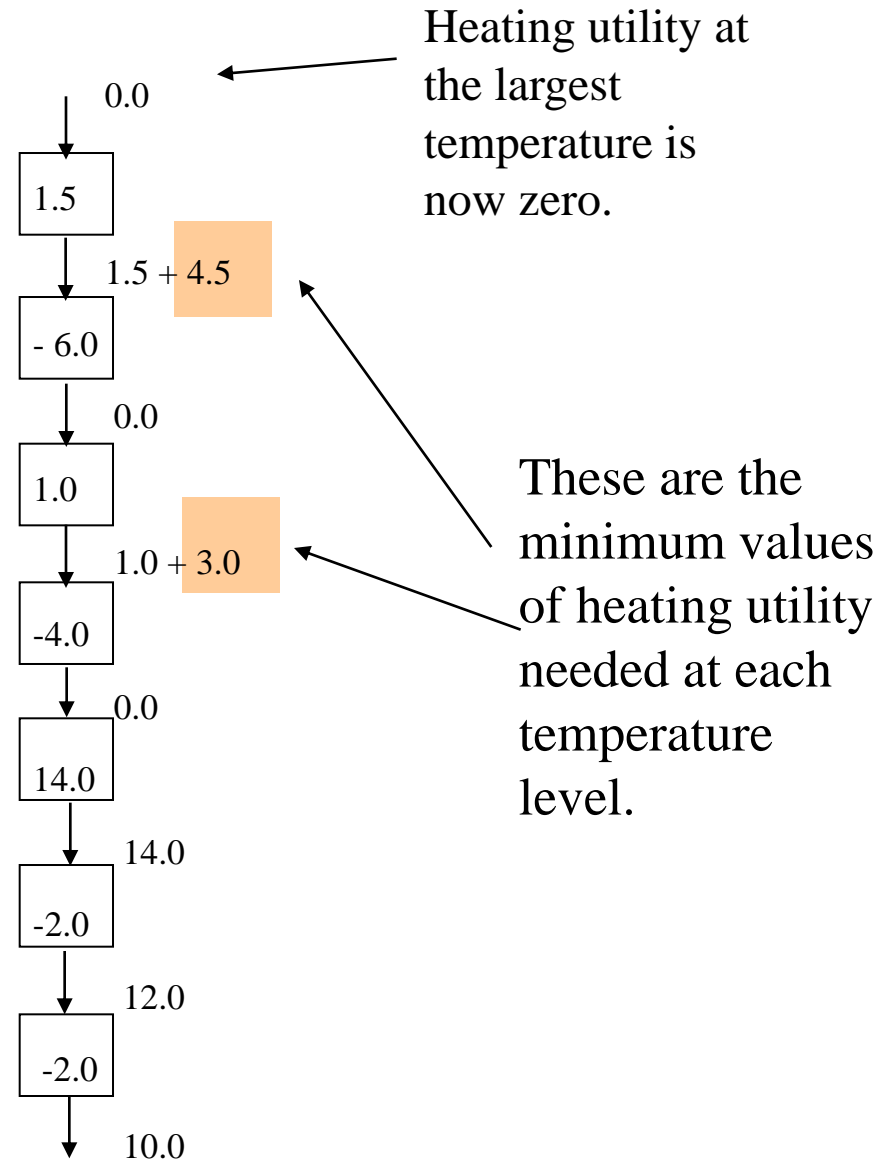 Heating utility at
the largest
temperature is
now zero.
0.0
1.5
1.5 + 4.5
- 6.0
0.0
1.0
1.0 + 3.0
-4.0
0.0
14.0
14.0
-2.0
12.0
-2.0
10.0
These are the
minimum values
of heating utility
needed at each
temperature
level.